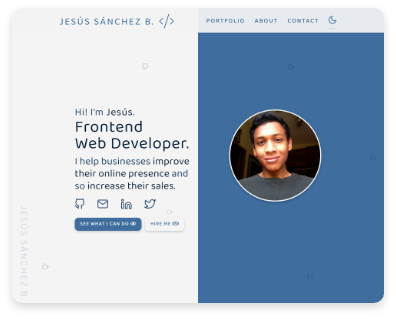 JESÚS SÁNCHEZ B. </>
PORTFOLIO ABOUT CONTACT
Hi! I'm Jesús.
Frontend
Web Developer.
I help businesses improve
their online presence and
so increase their sales.
SEE WHAT I CAN DO
HIRE ME
JESÚS SÁNCHEZ B.